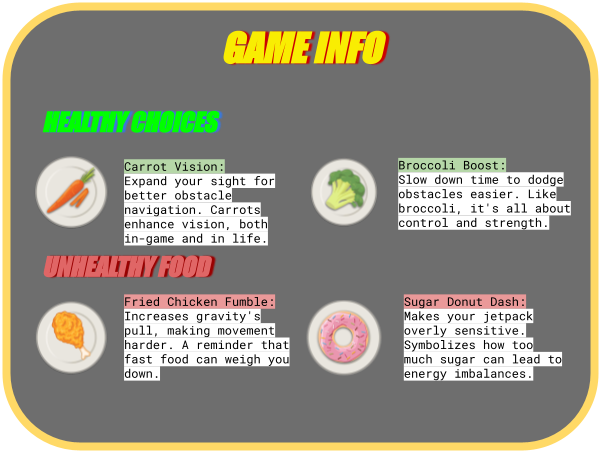 GAME INFO
HEALTHY CHOICES
Carrot Vision:
Expand your sight for
better obstacle
navigation. Carrots
enhance vision, both
in-game and in life.
Broccoli Boost:
Slow down time to dodge
obstacles easier. Like
broccoli, it's all about
control and strength.
UNHEALTHY FOOD
Fried Chicken Fumble:
Increases gravity's
pull, making movement
harder. A reminder that
fast food can weigh you
down.
Sugar Donut Dash:
Makes your jetpack
overly sensitive.
Symbolizes how too
much sugar can lead to
energy imbalances.